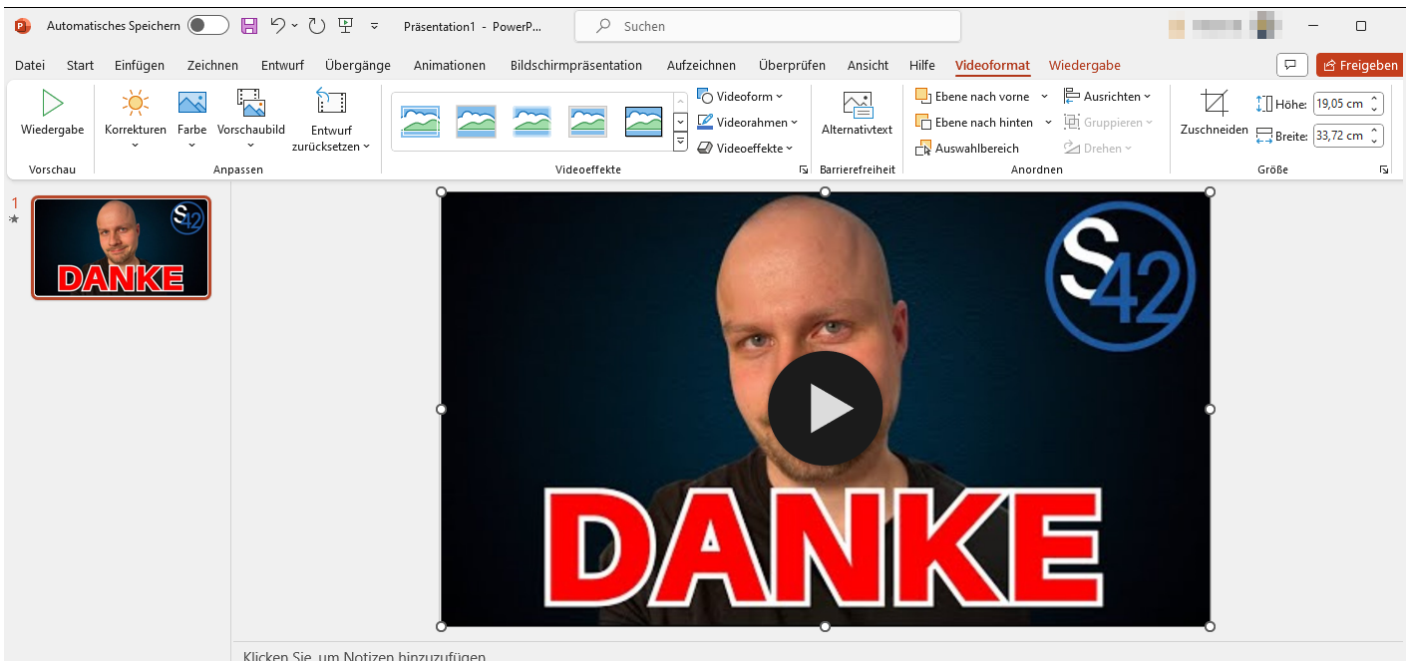 Automatisches Speichern
Präsentation1 - PowerP...
Suchen
Datei Start Einfügen Zeichnen Entwurf Übergänge Animationen Bildschirmpräsentation Aufzeichnen Überprüfen Ansicht Hilfe Videoformat Wiedergabe
Freigeben
Wiedergabe
Vorschau
Korrekturen Farbe Vorschaubild Entwurf
zurücksetzen
Anpassen
Videoform
Videorahmen
Videoeffekte
Videoeffekte
Alternativtext
Barrierefreiheit
Ebene nach vorne
Ebene nach hinten
Auswahlbereich
Ausrichten
Gruppieren
Drehen
Anordnen
Zuschneiden
Höhe: 19,05 cm
Breite: 33,72 cm
Größe
1
S42
DANKE
S42
DANKE
Klicken Sie, um Notizen hinzuzufügen